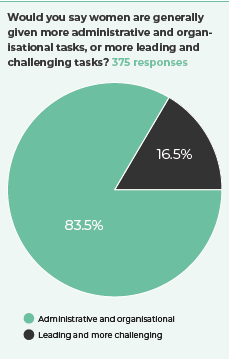 Would you say women are generally
given more administrative and organ-
isational tasks, or more leading and
challenging tasks? 375 responses
16.5%
83.5%
Administrative and organisational
Leading and more challenging